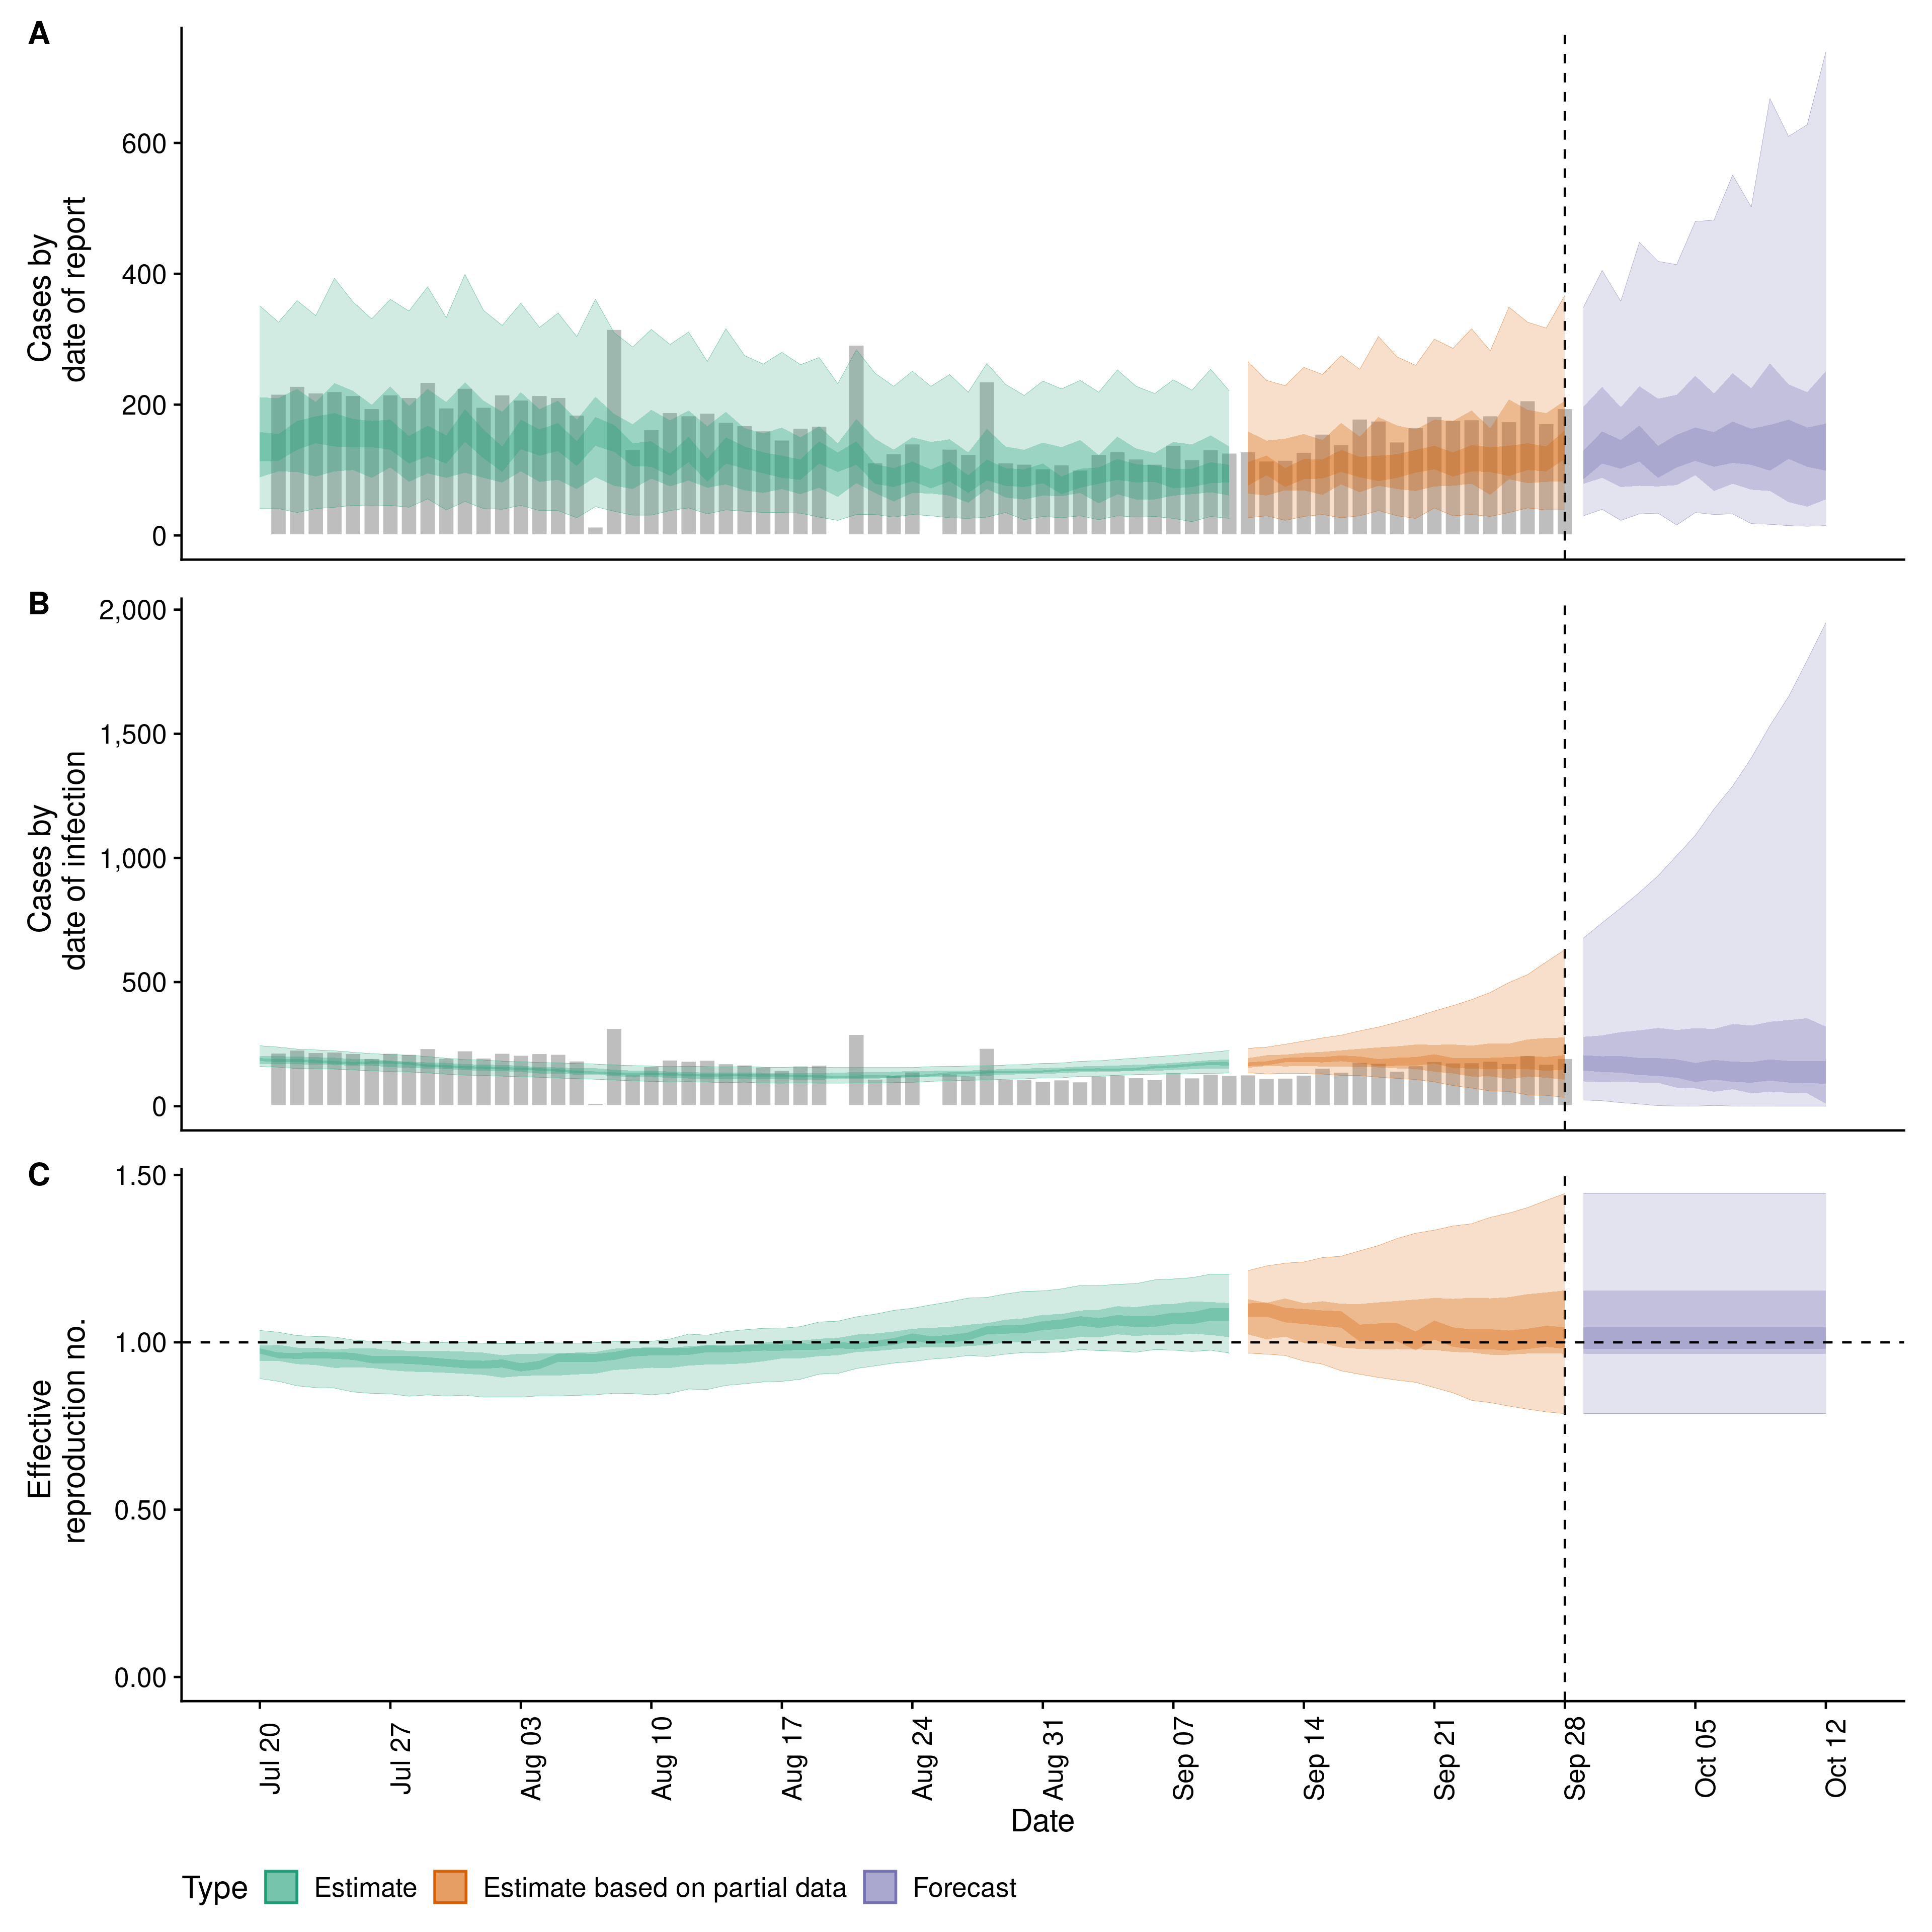 A
Cases by
date of report
600
400
200
0
B
Cases by
date of infection
2,000
1,500
1,000
500
0
C
Effective
reproduction no.
1.50
1.00
0.50
0.00
Jul 20
Jul 27
Aug 03
Aug 10
Aug 17
Aug 24
Aug 31
Sep 07
Sep 14
Sep 21
Sep 28
Oct 05
Oct 12
Date
Type Estimate Estimate based on partial data Forecast